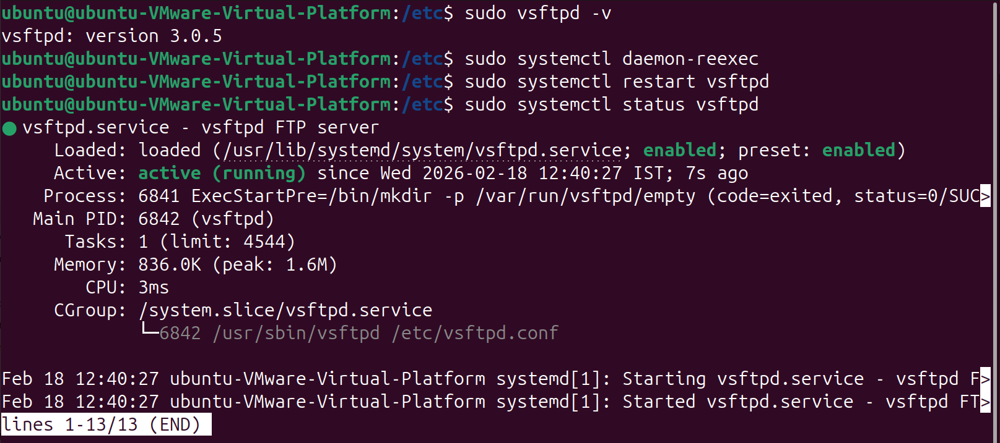 ubuntu@ubuntu-VMware-Virtual-Platform:/etc$ sudo vsftpd -v
vsftpd: version 3.0.5
ubuntu@ubuntu-VMware-Virtual-Platform:/etc$ sudo systemctl daemon-reexec
ubuntu@ubuntu-VMware-Virtual-Platform:/etc$ sudo systemctl restart vsftpd
ubuntu@ubuntu-VMware-Virtual-Platform:/etc$ sudo systemctl status vsftpd
● vsftpd.service - vsftpd FTP server
     Loaded: loaded (/usr/lib/systemd/system/vsftpd.service; enabled; preset: enabled)
     Active: active (running) since Wed 2026-02-18 12:40:27 IST; 7s ago
    Process: 6841 ExecStartPre=/bin/mkdir -p /var/run/vsftpd/empty (code=exited, status=0/SUC>
   Main PID: 6842 (vsftpd)
      Tasks: 1 (limit: 4544)
     Memory: 836.0K (peak: 1.6M)
        CPU: 3ms
     CGroup: /system.slice/vsftpd.service
             └─6842 /usr/sbin/vsftpd /etc/vsftpd.conf

Feb 18 12:40:27 ubuntu-VMware-Virtual-Platform systemd[1]: Starting vsftpd.service - vsftpd F>
Feb 18 12:40:27 ubuntu-VMware-Virtual-Platform systemd[1]: Started vsftpd.service - vsftpd FT>
lines 1-13/13 (END)